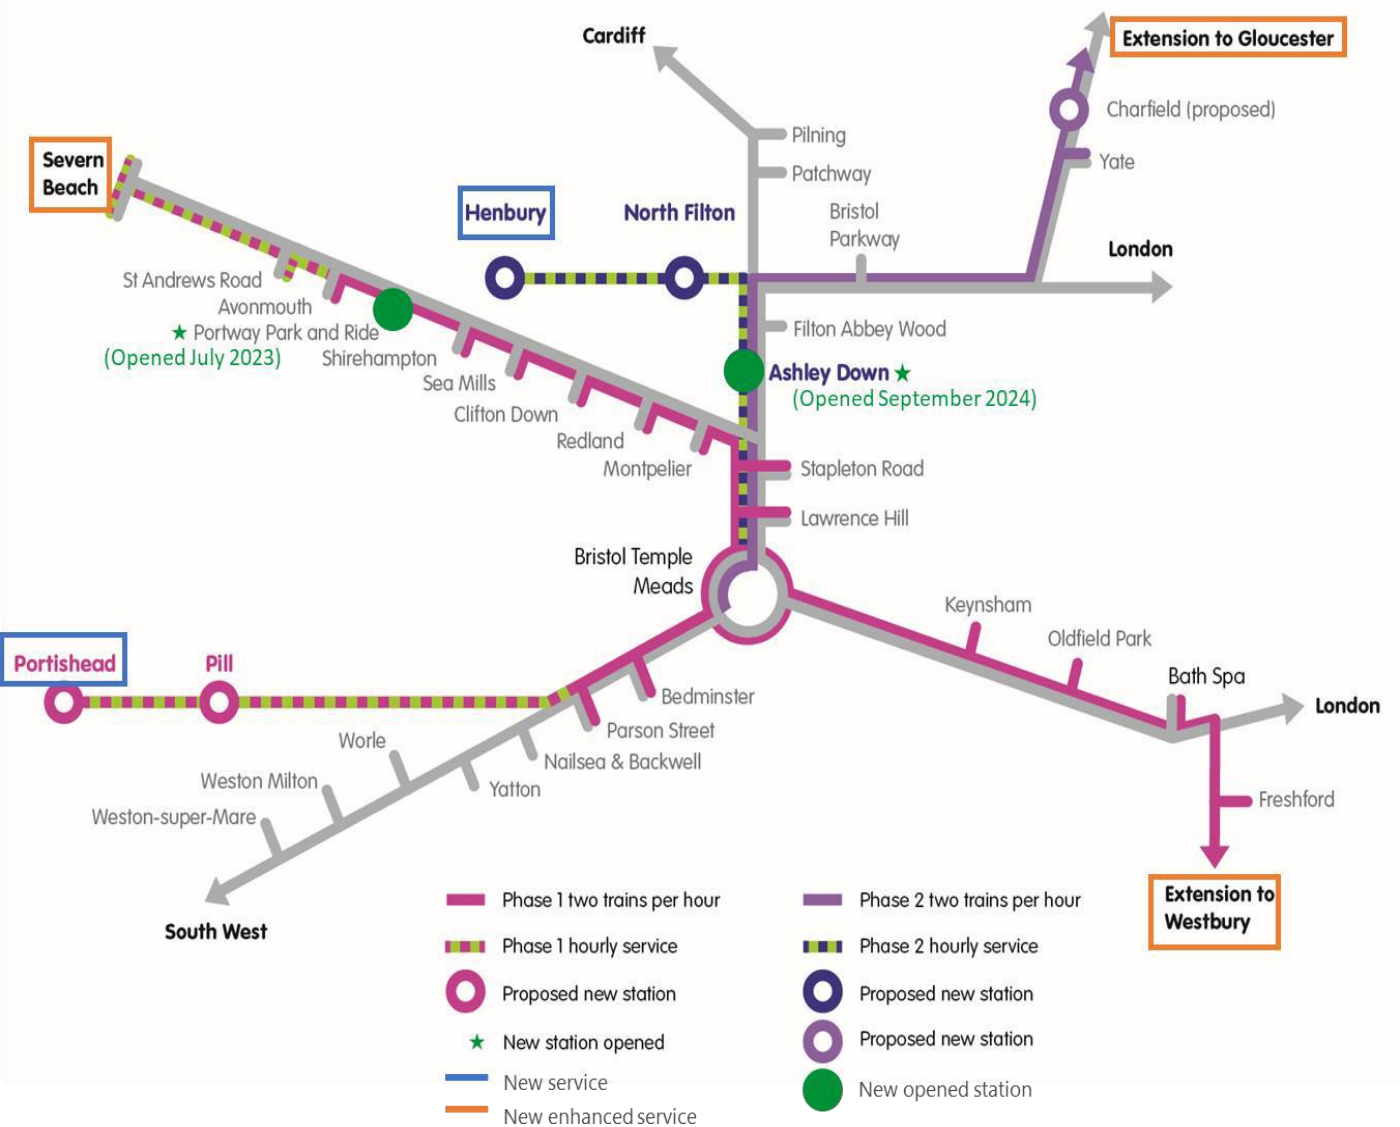 Cardiff
Extension to Gloucester
Charfield (proposed)
Pilning
Severn
Beach
Yate
Patchway
Henbury
North Filton
Bristol
Parkway
London
St Andrews Road
Avonmouth
★ Portway Park and Ride
(Opened July 2023)
Shirehampton
Filton Abbey Wood
Ashley Down ★
(Opened September 2024)
Sea Mills
Clifton Down
Redland
Montpelier
Stapleton Road
Lawrence Hill
Bristol Temple
Meads
Keynsham
Oldfield Park
Bath Spa
London
Portishead
Pill
Bedminster
Parson Street
Nailsea & Backwell
Yatton
Worle
Weston Milton
Weston-super-Mare
South West
Freshford
Extension to
Westbury
Phase 1 two trains per hour
Phase 1 hourly service
Proposed new station
★ New station opened
New service
New enhanced service
Phase 2 two trains per hour
Phase 2 hourly service
Proposed new station
Proposed new station
New opened station